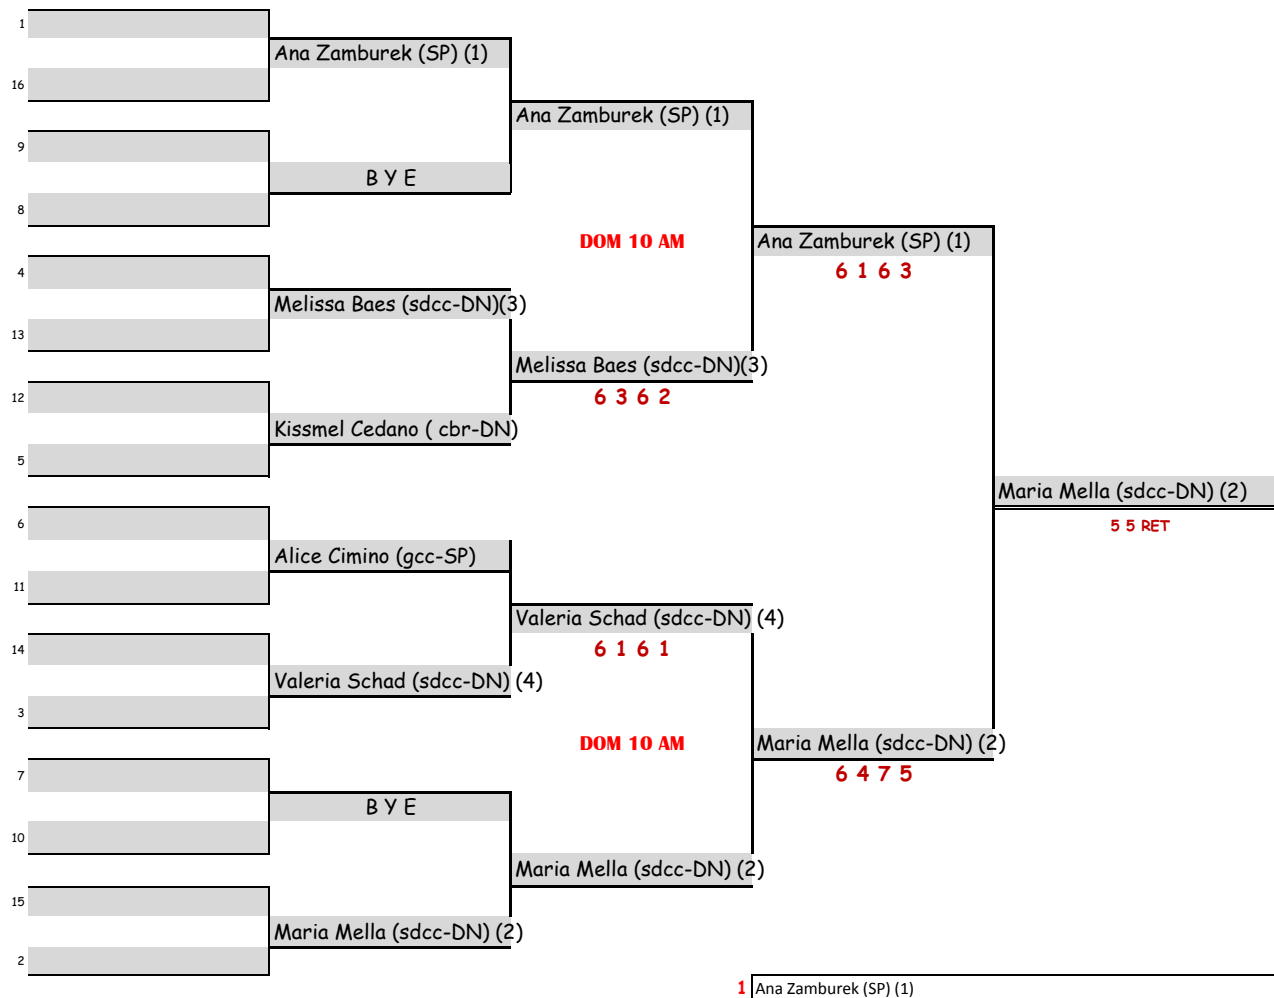 1
Ana Zamburek (SP) (1)
16
Ana Zamburek (SP) (1)
9
B Y E
8
DOM 10 AM
Ana Zamburek (SP) (1)
6 1 6 3
4
Melissa Baes (sdcc-DN)(3)
13
Melissa Baes (sdcc-DN)(3)
6 3 6 2
12
Kissmel Cedano ( cbr-DN)
5
Maria Mella (sdcc-DN) (2)
5 5 RET
6
Alice Cimino (gcc-SP)
11
Valeria Schad (sdcc-DN) (4)
6 1 6 1
14
Valeria Schad (sdcc-DN) (4)
3
DOM 10 AM
Maria Mella (sdcc-DN) (2)
6 4 7 5
7
B Y E
10
Maria Mella (sdcc-DN) (2)
15
Maria Mella (sdcc-DN) (2)
2
1 Ana Zamburek (SP) (1)